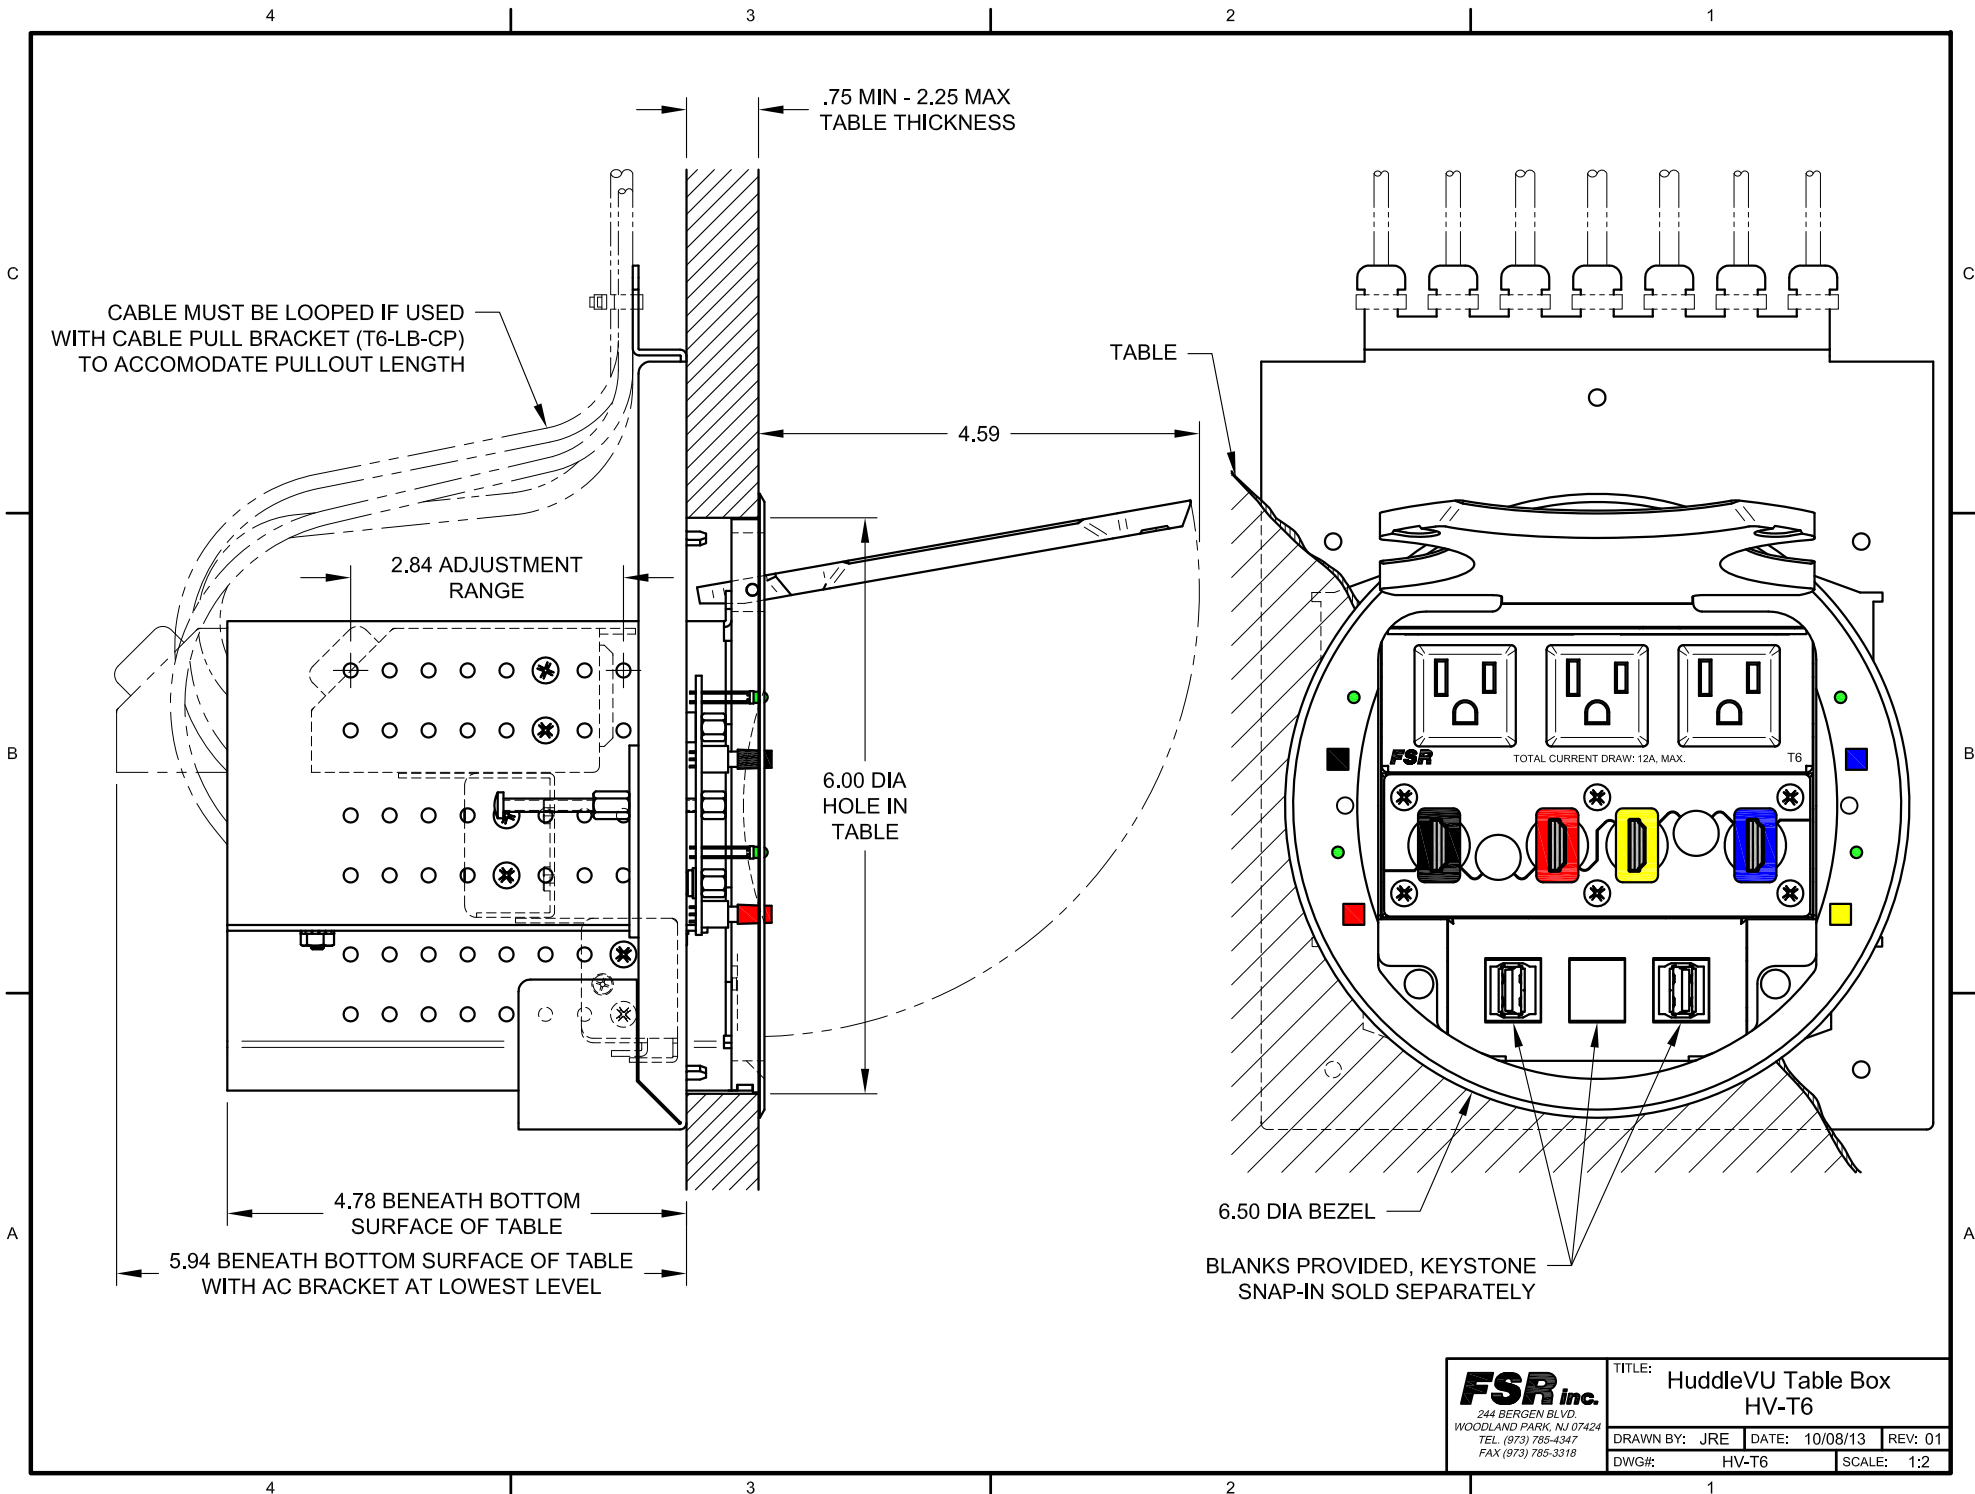 4 3 2 1
.75 MIN - 2.25 MAX
TABLE THICKNESS
C C
CABLE MUST BE LOOPED IF USED
WITH CABLE PULL BRACKET (T6-LB-CP)
TO ACCOMODATE PULLOUT LENGTH
TABLE
4.59
2.84 ADJUSTMENT
RANGE
B B
6.00 DIA
HOLE IN
TABLE
FSR
TOTAL CURRENT DRAW: 12A, MAX.
T6
4.78 BENEATH BOTTOM
SURFACE OF TABLE
5.94 BENEATH BOTTOM SURFACE OF TABLE
WITH AC BRACKET AT LOWEST LEVEL
A A
6.50 DIA BEZEL
BLANKS PROVIDED, KEYSTONE
SNAP-IN SOLD SEPARATELY
FSR inc.
244 BERGEN BLVD.
WOODLAND PARK, NJ 07424
TEL. (973) 785-4347
FAX (973) 785-3318
TITLE:
HuddleVU Table Box
HV-T6
DRAWN BY: JRE
DATE: 10/08/13
REV: 01
DWG#: HV-T6
SCALE: 1:2
4 3 2 1